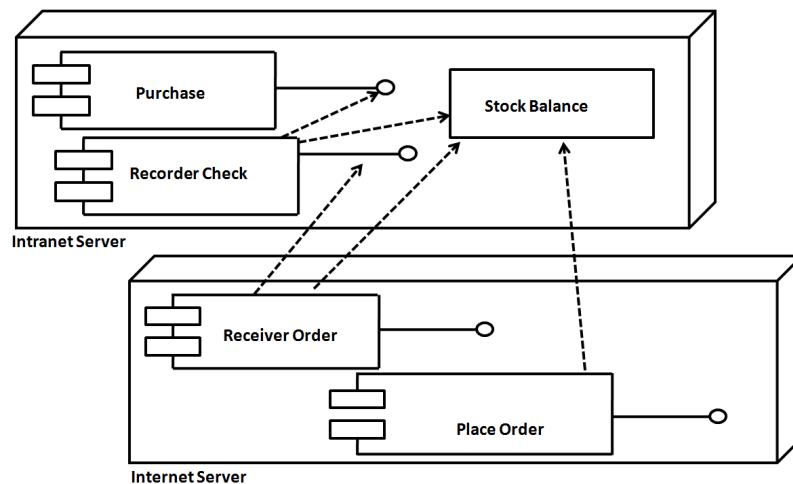 Purchase
Stock Balance
Recorder Check
Intranet Server
Receiver Order
Place Order
Internet Server